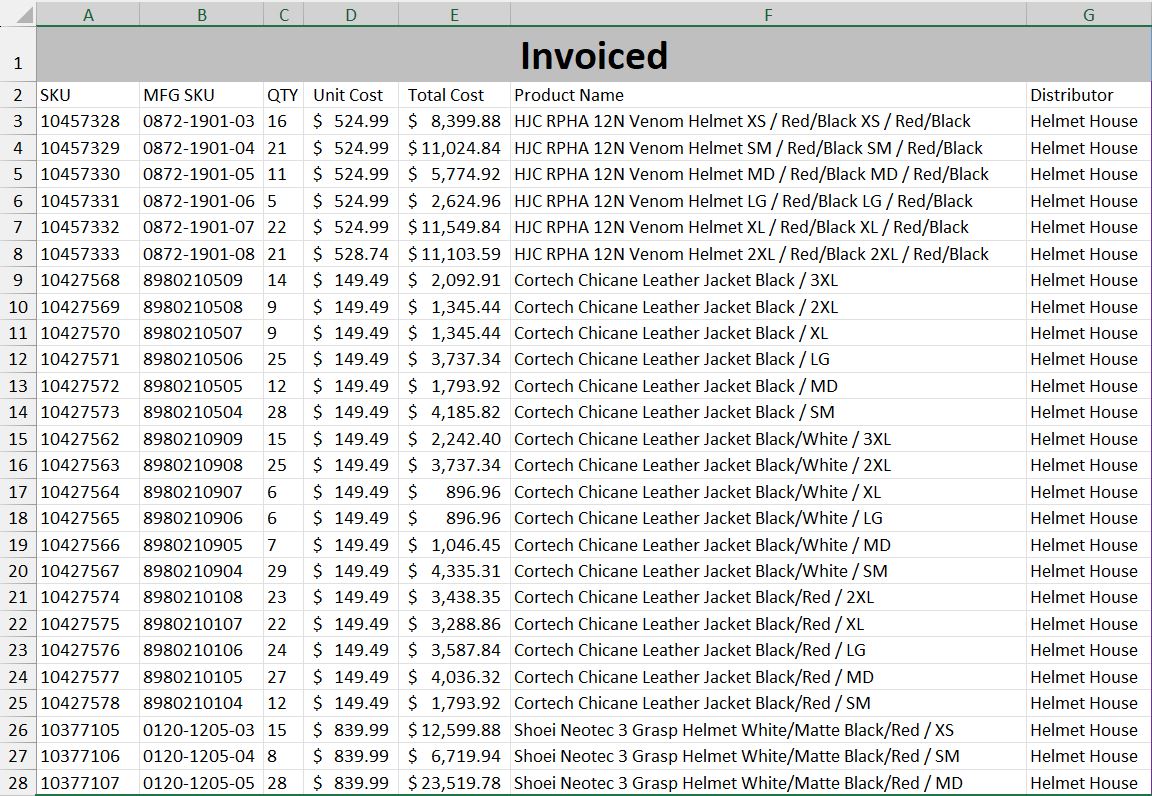 A B C D E F G
1 Invoiced
2 SKU MFG SKU QTY Unit Cost Total Cost Product Name Distributor
3 10457328 0872-1901-03 16 $ 524.99 $ 8,399.88 HJC RPHA 12N Venom Helmet XS / Red/Black XS / Red/Black Helmet House
4 10457329 0872-1901-04 21 $ 524.99 $ 11,024.84 HJC RPHA 12N Venom Helmet SM / Red/Black SM / Red/Black Helmet House
5 10457330 0872-1901-05 11 $ 524.99 $ 5,774.92 HJC RPHA 12N Venom Helmet MD / Red/Black MD / Red/Black Helmet House
6 10457331 0872-1901-06 5 $ 524.99 $ 2,624.96 HJC RPHA 12N Venom Helmet LG / Red/Black LG / Red/Black Helmet House
7 10457332 0872-1901-07 22 $ 524.99 $ 11,549.84 HJC RPHA 12N Venom Helmet XL / Red/Black XL / Red/Black Helmet House
8 10457333 0872-1901-08 21 $ 528.74 $ 11,103.59 HJC RPHA 12N Venom Helmet 2XL / Red/Black 2XL / Red/Black Helmet House
9 10427568 8980210509 14 $ 149.49 $ 2,092.91 Cortech Chicane Leather Jacket Black / 3XL Helmet House
10 10427569 8980210508 9 $ 149.49 $ 1,345.44 Cortech Chicane Leather Jacket Black / 2XL Helmet House
11 10427570 8980210507 9 $ 149.49 $ 1,345.44 Cortech Chicane Leather Jacket Black / XL Helmet House
12 10427571 8980210506 25 $ 149.49 $ 3,737.34 Cortech Chicane Leather Jacket Black / LG Helmet House
13 10427572 8980210505 12 $ 149.49 $ 1,793.92 Cortech Chicane Leather Jacket Black / MD Helmet House
14 10427573 8980210504 28 $ 149.49 $ 4,185.82 Cortech Chicane Leather Jacket Black / SM Helmet House
15 10427562 8980210909 15 $ 149.49 $ 2,242.40 Cortech Chicane Leather Jacket Black/White / 3XL Helmet House
16 10427563 8980210908 25 $ 149.49 $ 3,737.34 Cortech Chicane Leather Jacket Black/White / 2XL Helmet House
17 10427564 8980210907 6 $ 149.49 $ 896.96 Cortech Chicane Leather Jacket Black/White / XL Helmet House
18 10427565 8980210906 6 $ 149.49 $ 896.96 Cortech Chicane Leather Jacket Black/White / LG Helmet House
19 10427566 8980210905 7 $ 149.49 $ 1,046.45 Cortech Chicane Leather Jacket Black/White / MD Helmet House
20 10427567 8980210904 29 $ 149.49 $ 4,335.31 Cortech Chicane Leather Jacket Black/White / SM Helmet House
21 10427574 8980210108 23 $ 149.49 $ 3,438.35 Cortech Chicane Leather Jacket Black/Red / 2XL Helmet House
22 10427575 8980210107 22 $ 149.49 $ 3,288.86 Cortech Chicane Leather Jacket Black/Red / XL Helmet House
23 10427576 8980210106 24 $ 149.49 $ 3,587.84 Cortech Chicane Leather Jacket Black/Red / LG Helmet House
24 10427577 8980210105 27 $ 149.49 $ 4,036.32 Cortech Chicane Leather Jacket Black/Red / MD Helmet House
25 10427578 8980210104 12 $ 149.49 $ 1,793.92 Cortech Chicane Leather Jacket Black/Red / SM Helmet House
26 10377105 0120-1205-03 15 $ 839.99 $ 12,599.88 Shoei Neotec 3 Grasp Helmet White/Matte Black/Red / XS Helmet House
27 10377106 0120-1205-04 8 $ 839.99 $ 6,719.94 Shoei Neotec 3 Grasp Helmet White/Matte Black/Red / SM Helmet House
28 10377107 0120-1205-05 28 $ 839.99 $ 23,519.78 Shoei Neotec 3 Grasp Helmet White/Matte Black/Red / MD Helmet House